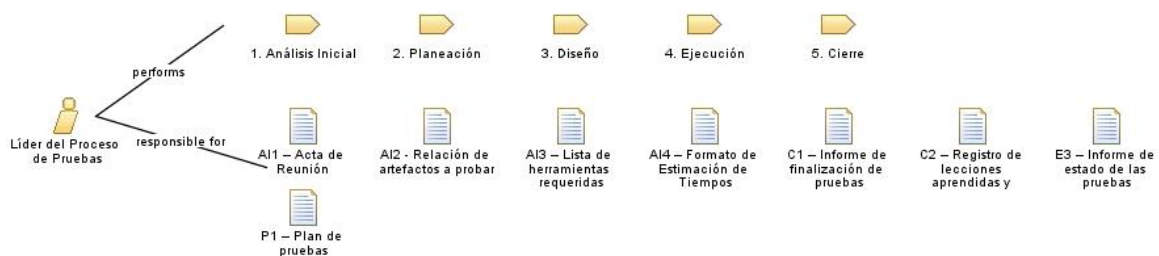 1. Análisis Inicial
2. Planeación
3. Diseño
4. Ejecución
5. Cierre
performs
Líder del Proceso
de Pruebas
responsible for
AI1 – Acta de
Reunión
AI2 - Relación de
artefactos a probar
AI3 – Lista de
herramientas
requeridas
AI4 – Formato de
Estimación de
Tiempos
C1 – Informe de
finalización de
pruebas
C2 – Registro de
lecciones
aprendidas y
E3 – Informe de
estado de las
pruebas
P1 – Plan de
pruebas